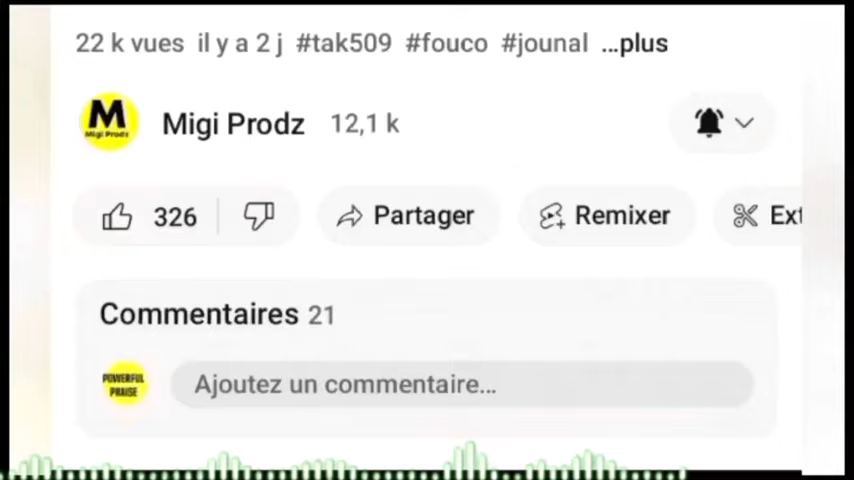 22 k vues il y a 2 j #tak509 #fouco #jounal ...plus
M
Migi Prodz
Migi Prodz 12,1 k
326 Partager Remixer Ext
Commentaires 21
POWERFUL
PRAISE
Ajoutez un commentaire...